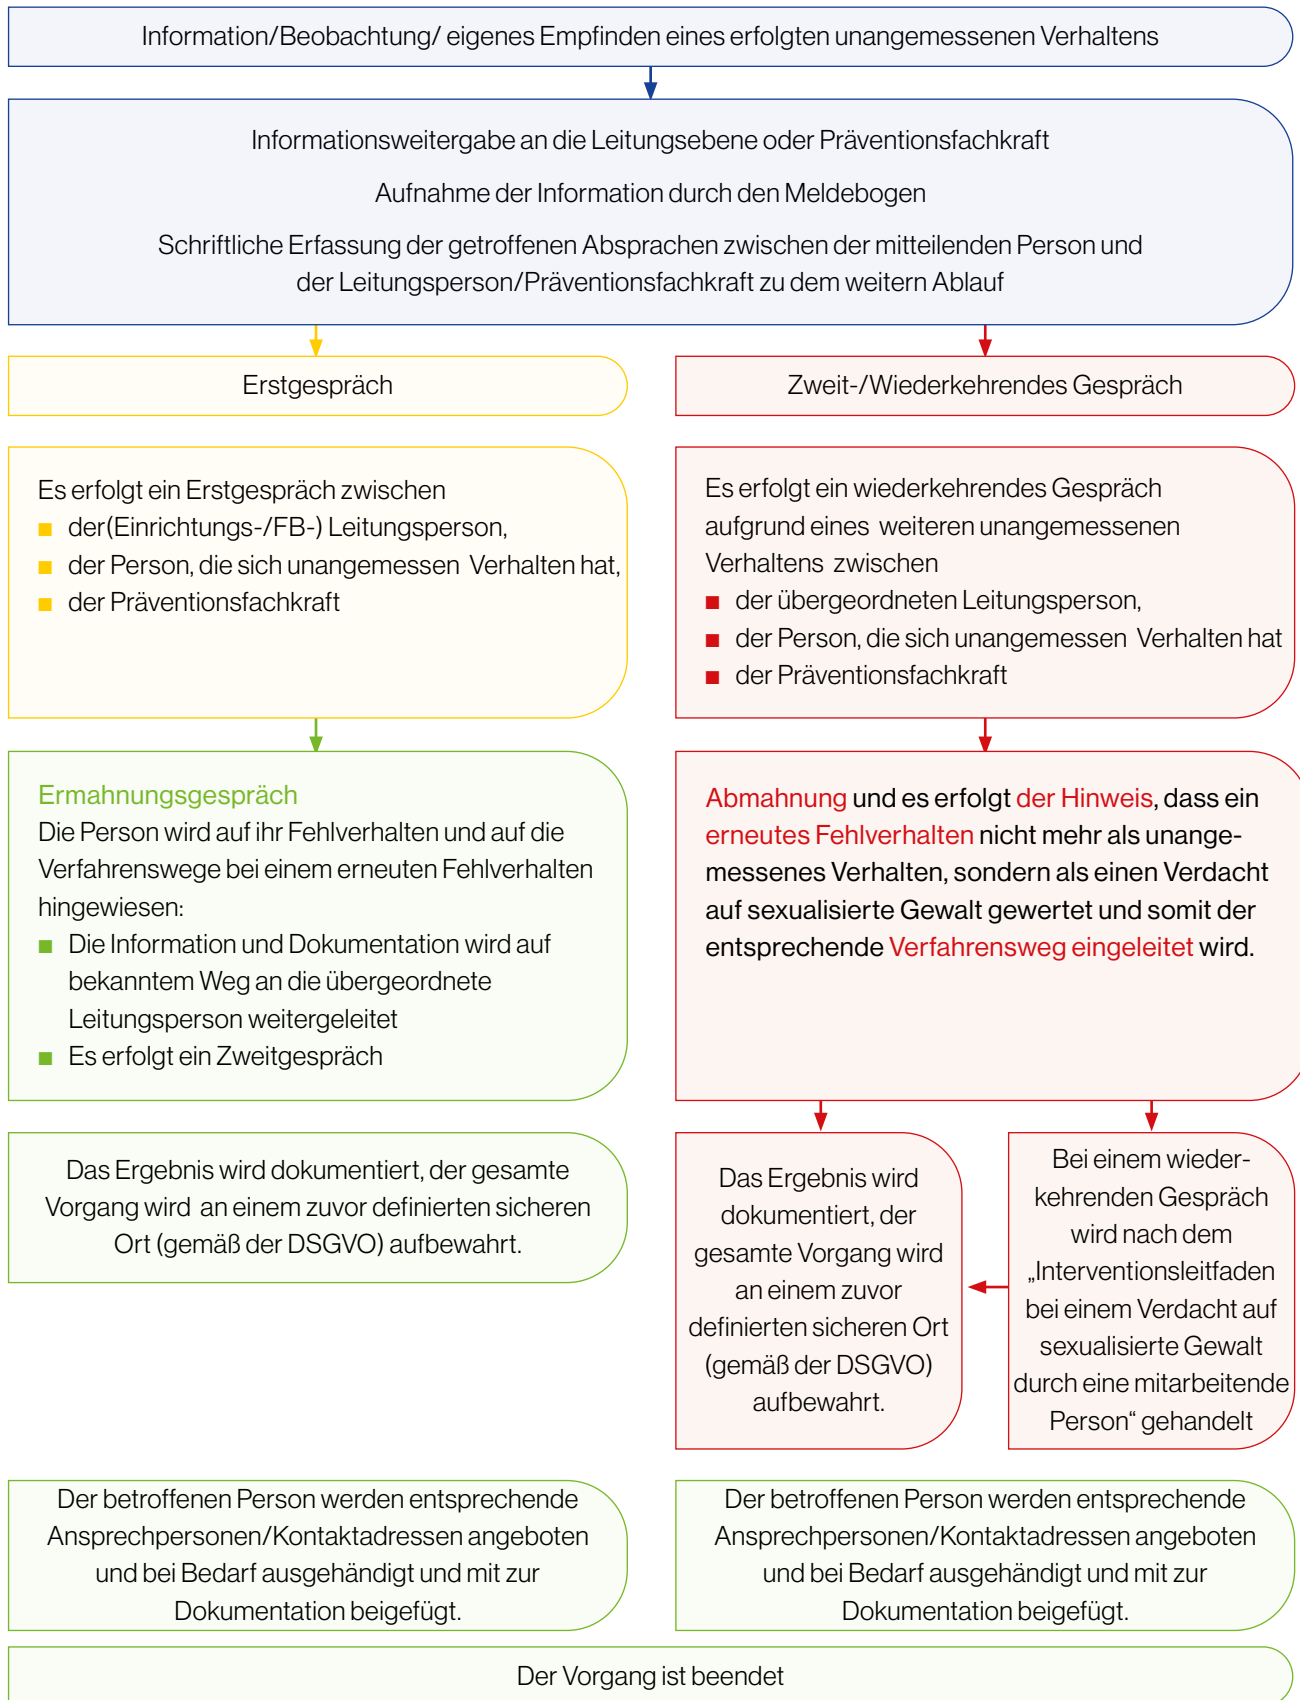 Information/Beobachtung/ eigenes Empfinden eines erfolgten unangemessenen Verhaltens
Informationsweitergabe an die Leitungsebene oder Präventionsfachkraft
Aufnahme der Information durch den Meldebogen
Schriftliche Erfassung der getroffenen Absprachen zwischen der mitteilenden Person und
der Leitungsperson/Präventionsfachkraft zu dem weitern Ablauf
Erstgespräch
Es erfolgt ein Erstgespräch zwischen
■ der(Einrichtungs-/FB-) Leitungsperson,
■ der Person, die sich unangemessen Verhalten hat,
■ der Präventionsfachkraft
Ermahnungsgespräch
Die Person wird auf ihr Fehlverhalten und auf die
Verfahrenswege bei einem erneuten Fehlverhalten
hingewiesen:
■ Die Information und Dokumentation wird auf
bekanntem Weg an die übergeordnete
Leitungsperson weitergeleitet
■ Es erfolgt ein Zweitgespräch
Das Ergebnis wird dokumentiert, der gesamte
Vorgang wird an einem zuvor definierten sicheren
Ort (gemäß der DSGVO) aufbewahrt.
Der betroffenen Person werden entsprechende
Ansprechpersonen/Kontaktadressen angeboten
und bei Bedarf ausgehändigt und mit zur
Dokumentation beigefügt.
Zweit-/Wiederkehrendes Gespräch
Es erfolgt ein wiederkehrendes Gespräch
aufgrund eines weiteren unangemessenen
Verhaltens zwischen
■ der übergeordneten Leitungsperson,
■ der Person, die sich unangemessen Verhalten hat
■ der Präventionsfachkraft
Abmahnung und es erfolgt der Hinweis, dass ein
erneutes Fehlverhalten nicht mehr als unange-
messenes Verhalten, sondern als einen Verdacht
auf sexualisierte Gewalt gewertet und somit der
entsprechende Verfahrensweg eingeleitet wird.
Das Ergebnis wird
dokumentiert, der
gesamte Vorgang wird
an einem zuvor
definierten sicheren Ort
(gemäß der DSGVO)
aufbewahrt.
Bei einem wieder-
kehrenden Gespräch
wird nach dem
„Interventionsleitfaden
bei einem Verdacht auf
sexualisierte Gewalt
durch eine mitarbeitende
Person“ gehandelt
Der betroffenen Person werden entsprechende
Ansprechpersonen/Kontaktadressen angeboten
und bei Bedarf ausgehändigt und mit zur
Dokumentation beigefügt.
Der Vorgang ist beendet